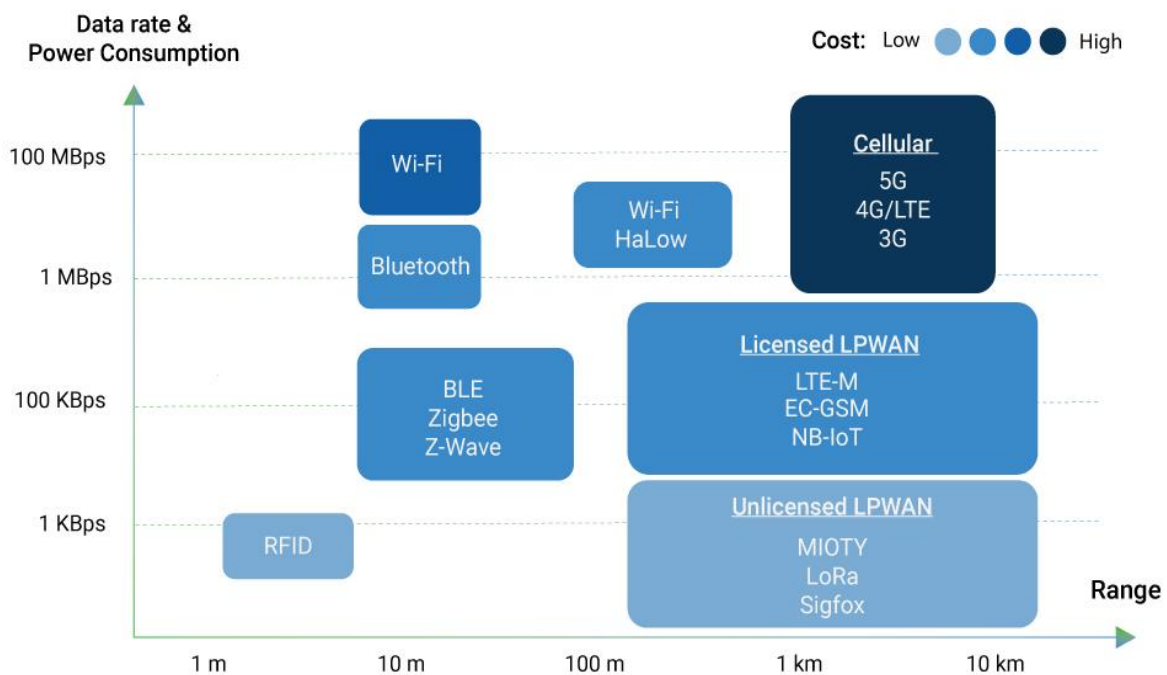 Data rate &
Power Consumption
Cost: Low High
100 MBps
1 MBps
100 KBps
1 KBps
Wi-Fi
Bluetooth
Wi-Fi
HaLow
Cellular
5G
4G/LTE
3G
BLE
Zigbee
Z-Wave
Licensed LPWAN
LTE-M
EC-GSM
NB-IoT
RFID
Unlicensed LPWAN
MIOTY
LoRa
Sigfox
Range
1 m 10 m 100 m 1 km 10 km